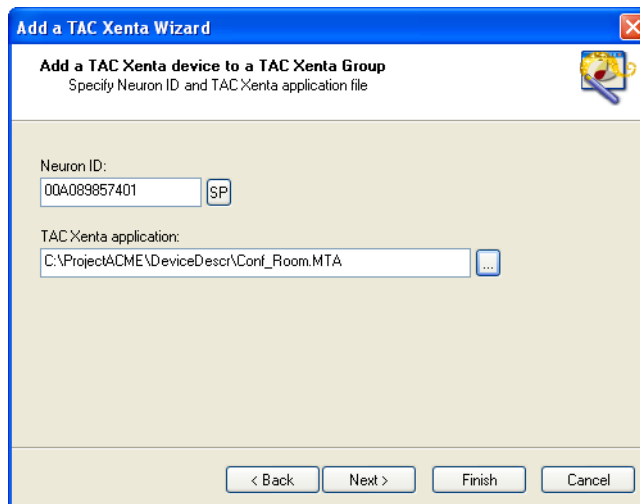 Add a TAC Xenta Wizard
Add a TAC Xenta device to a TAC Xenta Group
Specify Neuron ID and TAC Xenta application file
Neuron ID:
00A089857401 SP
TAC Xenta application:
C:\ProjectACME\DeviceDescr\Conf_Room.MTA ...
< Back Next > Finish Cancel